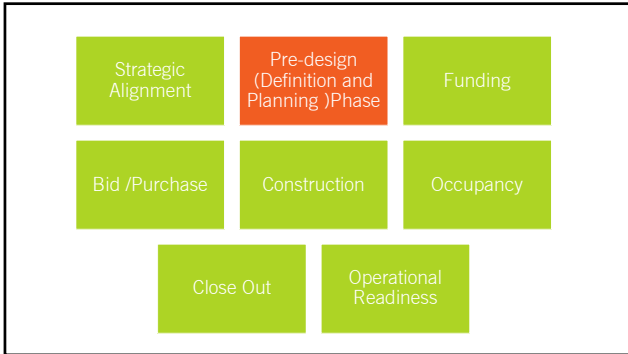 Strategic
Alignment
Pre-design
(Definition and
Planning )Phase
Funding
Bid /Purchase
Construction
Occupancy
Close Out
Operational
Readiness